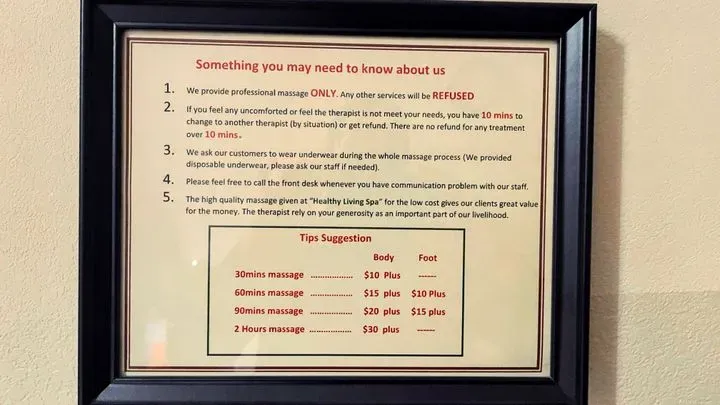 Something you may need to know about us
1. We provide professional massage ONLY. Any other services will be REFUSED
2. If you feel any uncomforted or feel the therapist is not meet your needs, you have 10 mins to
change to another therapist (by situation) or get refund. There are no refund for any treatment
over 10 mins.
3. We ask our customers to wear underwear during the whole massage process (We provided
disposable underwear, please ask our staff if needed).
4. Please feel free to call the front desk whenever you have communication problem with our staff.
5. The high quality massage given at "Healthy Living Spa" for the low cost gives our clients great value
for the money. The therapist rely on your generosity as an important part of our livelihood.
Tips Suggestion
Body Foot
30mins massage .................. $10 Plus ------
60mins massage .................. $15 plus $10 Plus
90mins massage .................. $20 plus $15 plus
2 Hours massage .................. $30 plus ------